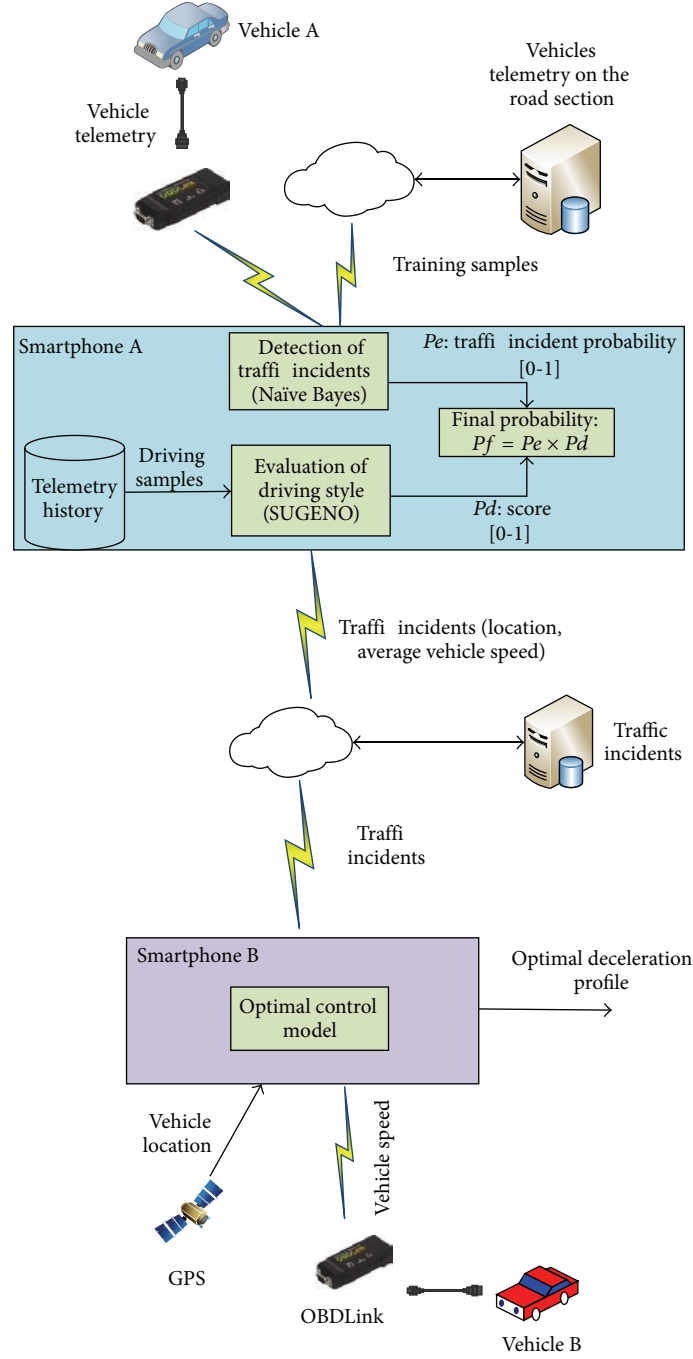 Vehicle A
Vehicle
telemetry
Vehicles
telemetry on the
road section
OBDLink
Training samples
Smartphone A
Detection of
traffi incidents
(Naïve Bayes)
Pe: traffi incident probability
[0-1]
Final probability:
Pf = Pe × Pd
Telemetry
history
Driving
samples
Evaluation of
driving style
(SUGENO)
Pd: score
[0-1]
Traffi incidents (location,
average vehicle speed)
Traffic
incidents
Traffi
incidents
Smartphone B
Optimal control
model
Optimal deceleration
profile
Vehicle
location
Vehicle speed
GPS
OBDLink
OBDLink
Vehicle B